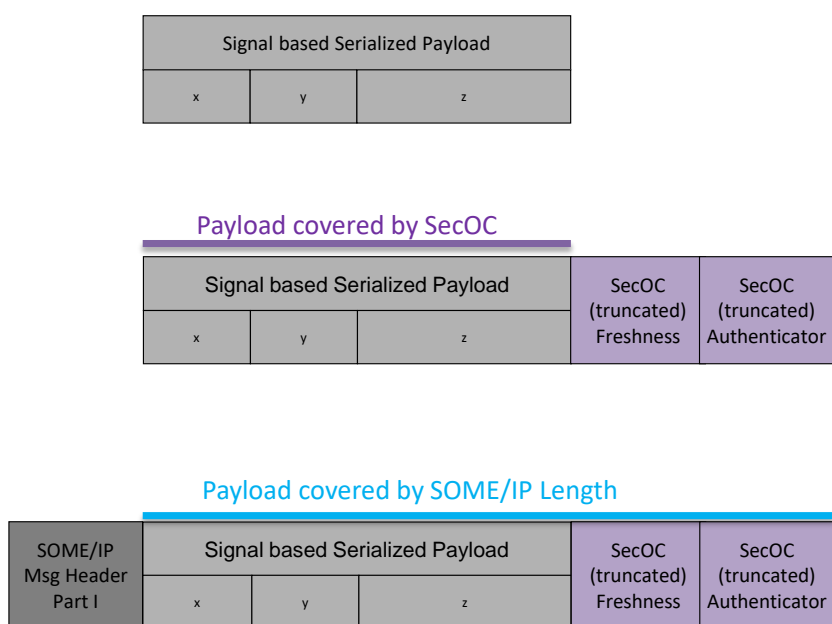 Signal based Serialized Payload
x y z
Payload covered by SecOC
Signal based Serialized Payload
x y z
SecOC
(truncated)
Freshness
SecOC
(truncated)
Authenticator
Payload covered by SOME/IP Length
SOME/IP
Msg Header
Part I
Signal based Serialized Payload
x y z
SecOC
(truncated)
Freshness
SecOC
(truncated)
Authenticator